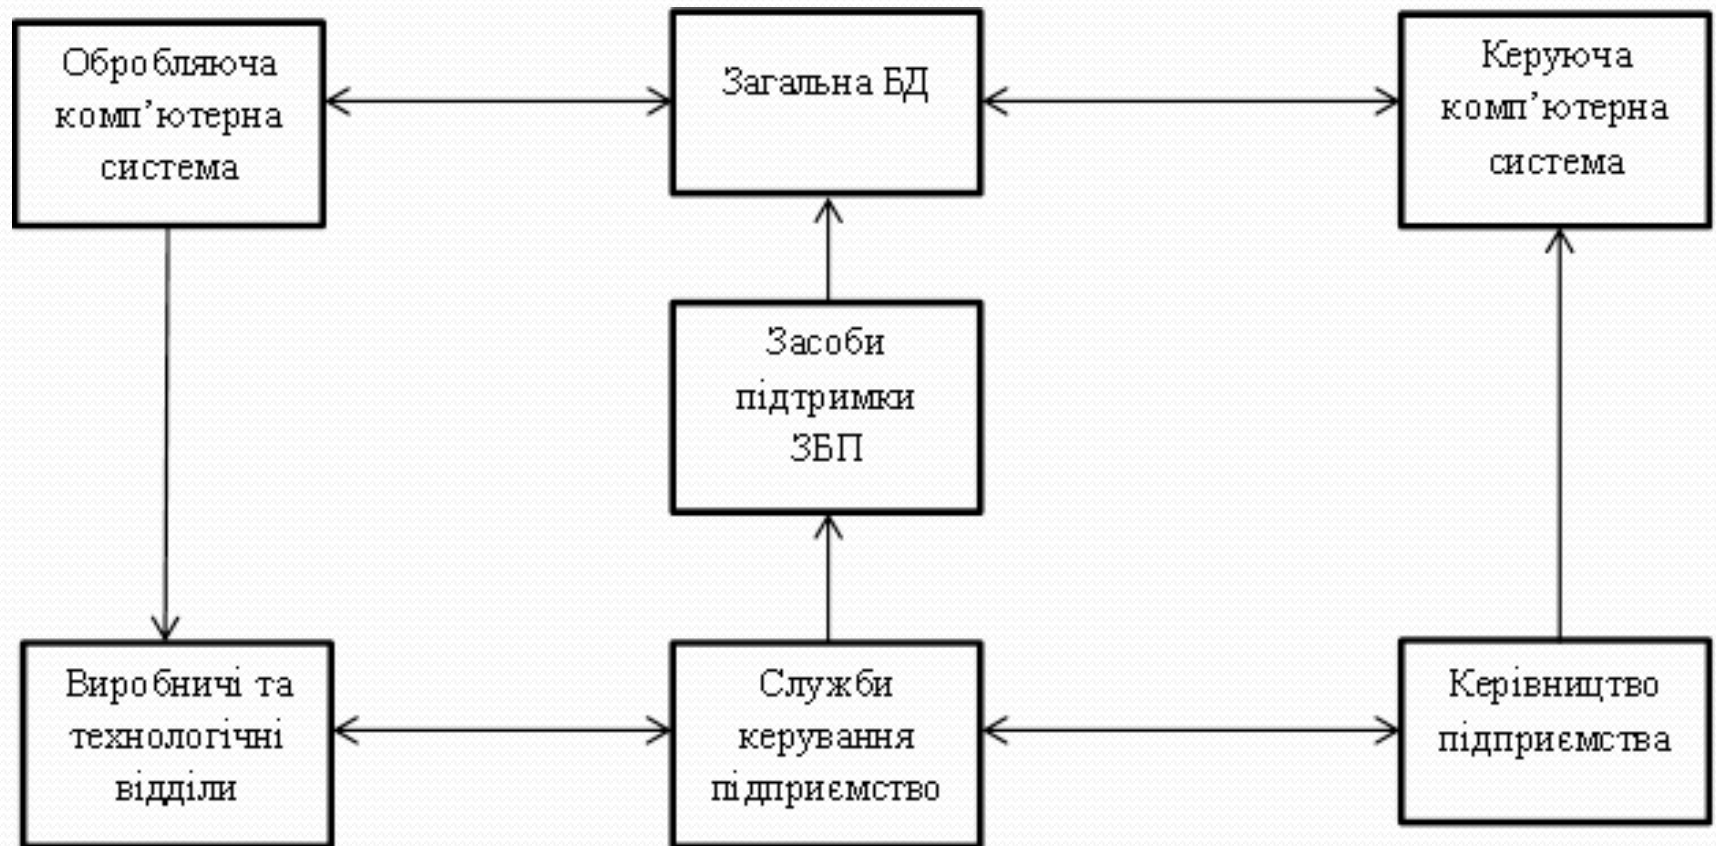 Обробляюча
комп’ютерна
система
Загальна БД
Керуюча
комп’ютерна
система
Засоби
підтримки
ЗБП
Виробничі та
технологічні
відділи
Служби
керування
підприємство
Керівництво
підприємства